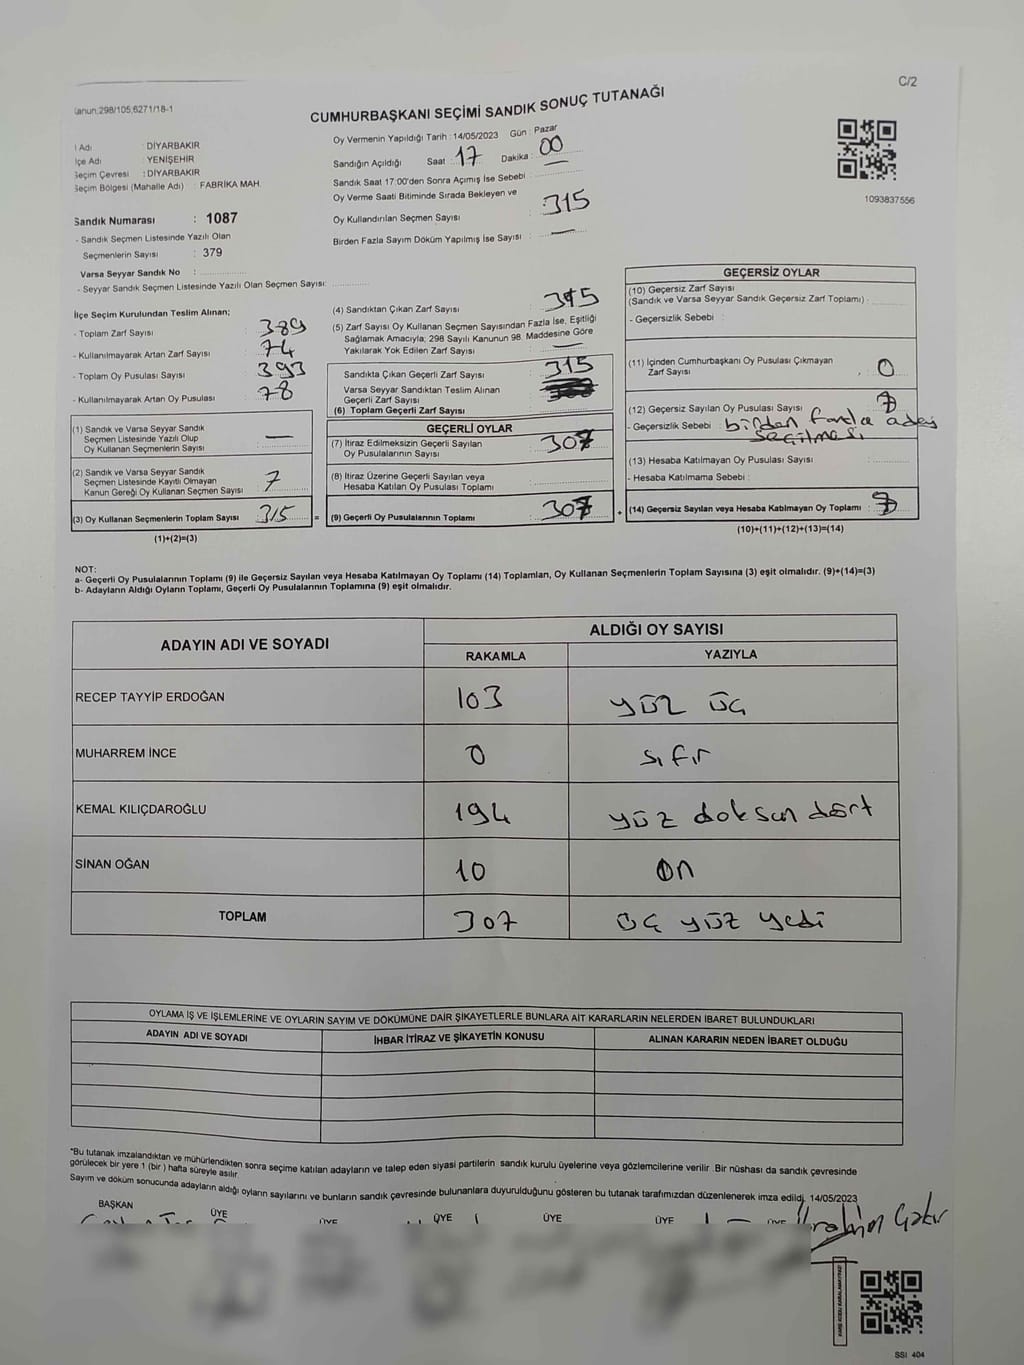 C/2
Kanun,298/105,6271/18-1
CUMHURBAŞKANI SEÇİMİ SANDIK SONUÇ TUTANAĞI
1093837556
İl Adı : DİYARBAKIR
İlçe Adı : YENİŞEHİR
Seçim Çevresi : DİYARBAKIR
Seçim Bölgesi (Mahalle Adı) : FABRİKA MAH.
Sandık Numarası : 1087
- Sandık Seçmen Listesinde Yazılı Olan
Seçmenlerin Sayısı : 379
Varsa Seyyar Sandık No :
- Seyyar Sandık Seçmen Listesinde Yazılı Olan Seçmen Sayısı:
Oy Vermenin Yapıldığı Tarih : 14/05/2023 Gün : Pazar
Sandığın Açıldığı Saat : 17 Dakika : 00
Sandık Saat 17:00'den Sonra Açımış İse Sebebi : —
Oy Verme Saati Bitiminde Sırada Bekleyen ve
Oy Kullandırılan Seçmen Sayısı : 315
Birden Fazla Sayım Döküm Yapılmış İse Sayısı : —
İlçe Seçim Kurulundan Teslim Alınan;
- Toplam Zarf Sayısı : 389
- Kullanılmayarak Artan Zarf Sayısı : 74
- Toplam Oy Pusulası Sayısı : 393
- Kullanılmayarak Artan Oy Pusulası : 78
(1) Sandık ve Varsa Seyyar Sandık
Seçmen Listesinde Yazılı Olup
Oy Kullanan Seçmenlerin Sayısı : —
(2) Sandık ve Varsa Seyyar Sandık
Seçmen Listesinde Kayıtlı Olmayan
Kanun Gereği Oy Kullanan Seçmen Sayısı : 7
(3) Oy Kullanan Seçmenlerin Toplam Sayısı : 315
(1)+(2)=(3)
(4) Sandıktan Çıkan Zarf Sayısı : 315
(5) Zarf Sayısı Oy Kullanan Seçmen Sayısından Fazla İse, Eşitliği
Sağlamak Amacıyla; 298 Sayılı Kanunun 98. Maddesine Göre
Yakılarak Yok Edilen Zarf Sayısı : —
Sandıkta Çıkan Geçerli Zarf Sayısı : 315
Varsa Seyyar Sandıktan Teslim Alınan
Geçerli Zarf Sayısı :
(6) Toplam Geçerli Zarf Sayısı :
GEÇERLİ OYLAR
(7) İtiraz Edilmeksizin Geçerli Sayılan
Oy Pusulalarının Sayısı : 307
(8) İtiraz Üzerine Geçerli Sayılan veya
Hesaba Katılan Oy Pusulası Toplamı :
= (9) Geçerli Oy Pusulalarının Toplamı : 307 +
GEÇERSİZ OYLAR
(10) Geçersiz Zarf Sayısı
(Sandık ve Varsa Seyyar Sandık Geçersiz Zarf Toplamı) :
- Geçersizlik Sebebi :
(11) İçinden Cumhurbaşkanı Oy Pusulası Çıkmayan
Zarf Sayısı : 0
(12) Geçersiz Sayılan Oy Pusulası Sayısı :
- Geçersizlik Sebebi : birden fazla aday
seçilmesi
(13) Hesaba Katılmayan Oy Pusulası Sayısı :
- Hesaba Katılmama Sebebi :
(14) Geçersiz Sayılan veya Hesaba Katılmayan Oy Toplamı :
(10)+(11)+(12)+(13)=(14)
NOT:
a- Geçerli Oy Pusulalarının Toplamı (9) ile Geçersiz Sayılan veya Hesaba Katılmayan Oy Toplamı (14) Toplamları, Oy Kullanan Seçmenlerin Toplam Sayısına (3) eşit olmalıdır. (9)+(14)=(3)
b- Adayların Aldığı Oyların Toplamı, Geçerli Oy Pusulalarının Toplamına (9) eşit olmalıdır.
ADAYIN ADI VE SOYADI
ALDIĞI OY SAYISI
RAKAMLA YAZIYLA
RECEP TAYYİP ERDOĞAN 103 yüz üç
MUHARREM İNCE 0 sıfır
KEMAL KILIÇDAROĞLU 194 yüz doksan dört
SİNAN OĞAN 10 on
TOPLAM 307 üç yüz yedi
OYLAMA İŞ VE İŞLEMLERİNE VE OYLARIN SAYIM VE DÖKÜMÜNE DAİR ŞİKAYETLERLE BUNLARA AİT KARARLARIN NELERDEN İBARET BULUNDUKLARI
ADAYIN ADI VE SOYADI İHBAR İTİRAZ VE ŞİKAYETİN KONUSU ALINAN KARARIN NEDEN İBARET OLDUĞU
"Bu tutanak imzalandıktan ve mühürlendikten sonra seçime katılan adayların ve talep eden siyasi partilerin sandık kurulu üyelerine veya gözlemcilerine verilir. Bir nüshası da sandık çevresinde
görülecek bir yere 1 (bir) hafta süreyle asılır.
Sayım ve döküm sonucunda adayların aldığı oyların sayılarını ve bunların sandık çevresinde bulunanlara duyurulduğunu gösteren bu tutanak tarafımızdan düzenlenerek imza edildi. 14/05/2023
BAŞKAN ÜYE ÜYE ÜYE ÜYE ÜYE ÜYE
SSI 404